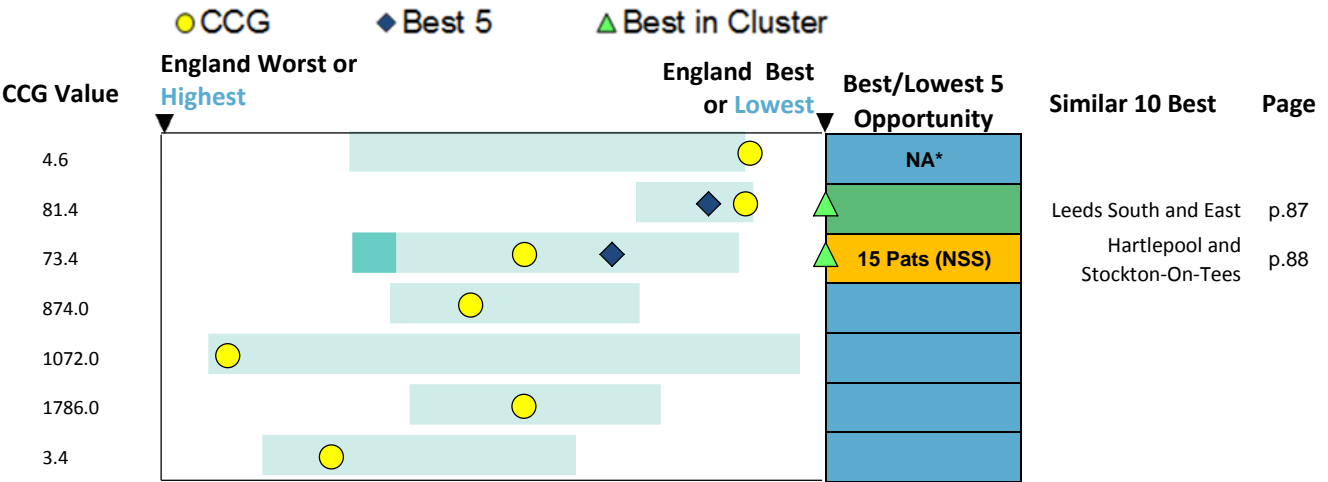 CCG Best 5 Best in Cluster
CCG Value
England Worst or
Highest
England Best
or Lowest
Best/Lowest 5
Opportunity
Similar 10 Best
Page
4.6 NA*
81.4 Leeds South and East p.87
73.4 15 Pats (NSS) Hartlepool and
Stockton-On-Tees p.88
874.0
1072.0
1786.0
3.4